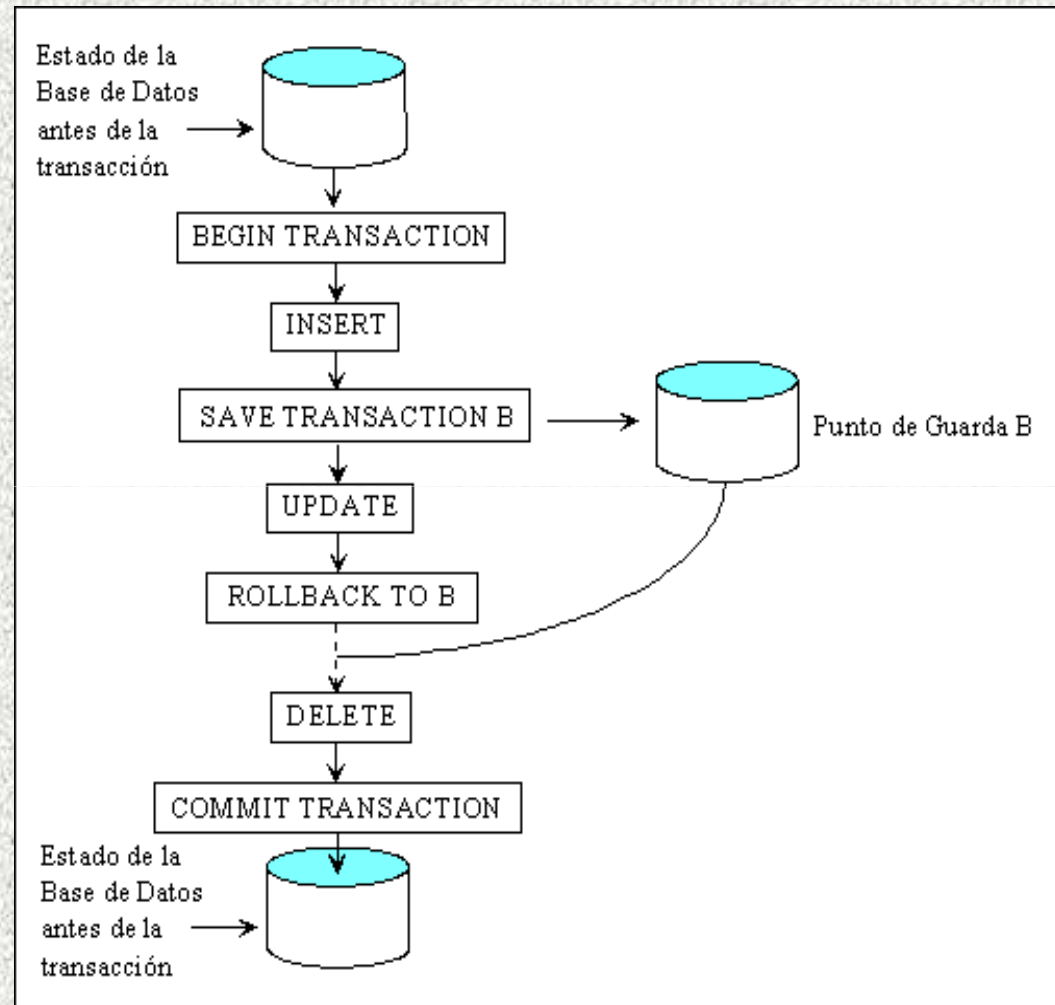 Estado de la
Base de Datos
antes de la
transacción
BEGIN TRANSACTION
INSERT
SAVE TRANSACTION B
Punto de Guarda B
UPDATE
ROLLBACK TO B
DELETE
COMMIT TRANSACTION
Estado de la
Base de Datos
antes de la
transacción